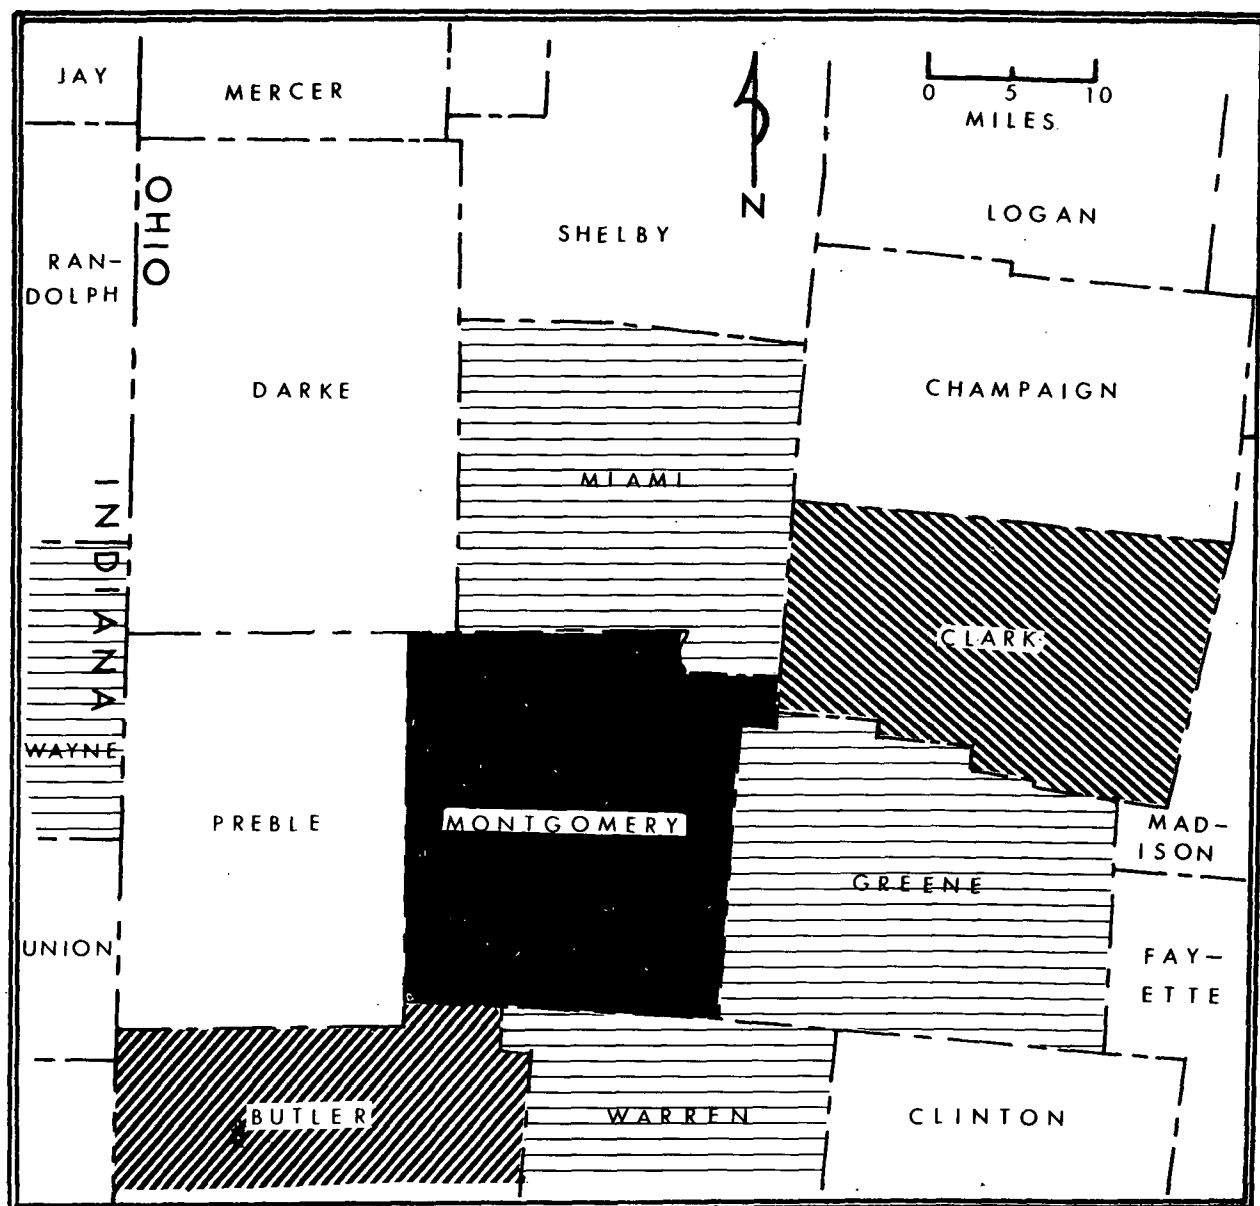 JAY
MERCER
0 5 10
MILES
N
OHIO
LOGAN
SHELBY
RAN-
DOLPH
DARKE
CHAMPAIGN
MIAMI
INDIANA
CLARK
WAYNE
PREBLE
MONTGOMERY
MAD-
ISON
GREENE
UNION
FAY-
ETTE
BUTLER
WARREN
CLINTON